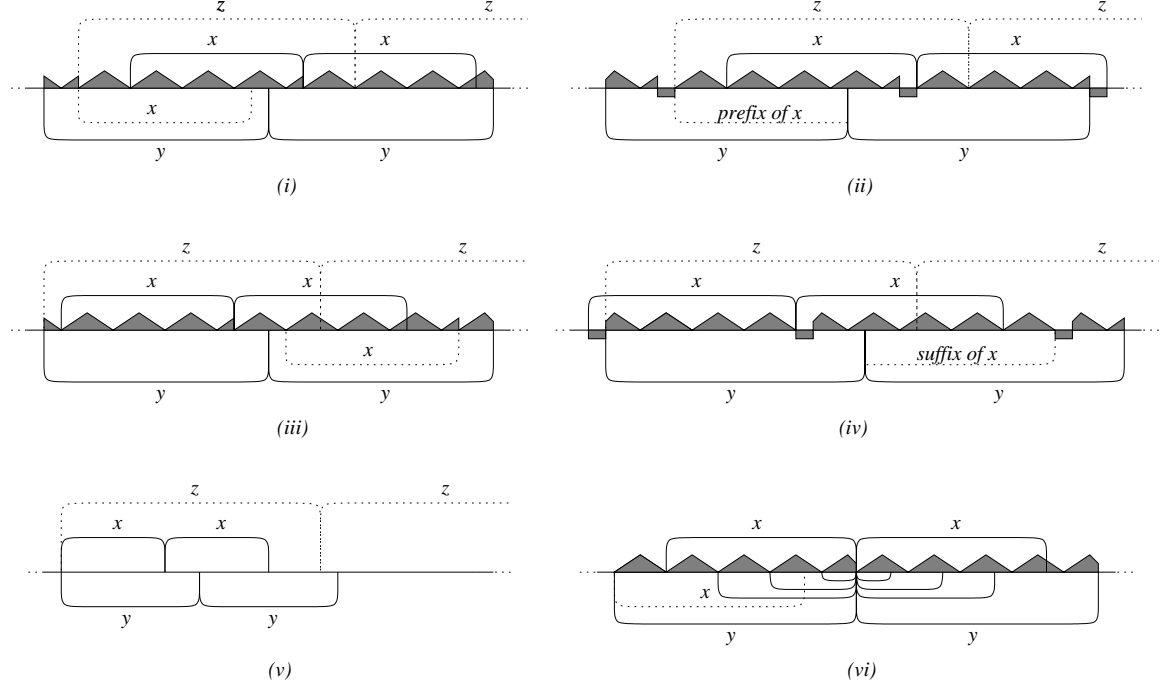 z z z z
x x x x
x prefix of x
y y y y
(i) (ii)
z z z z
x x x x
x suffix of x
y y y y
(iii) (iv)
z z
x x x x
x
y y y y
(v) (vi)